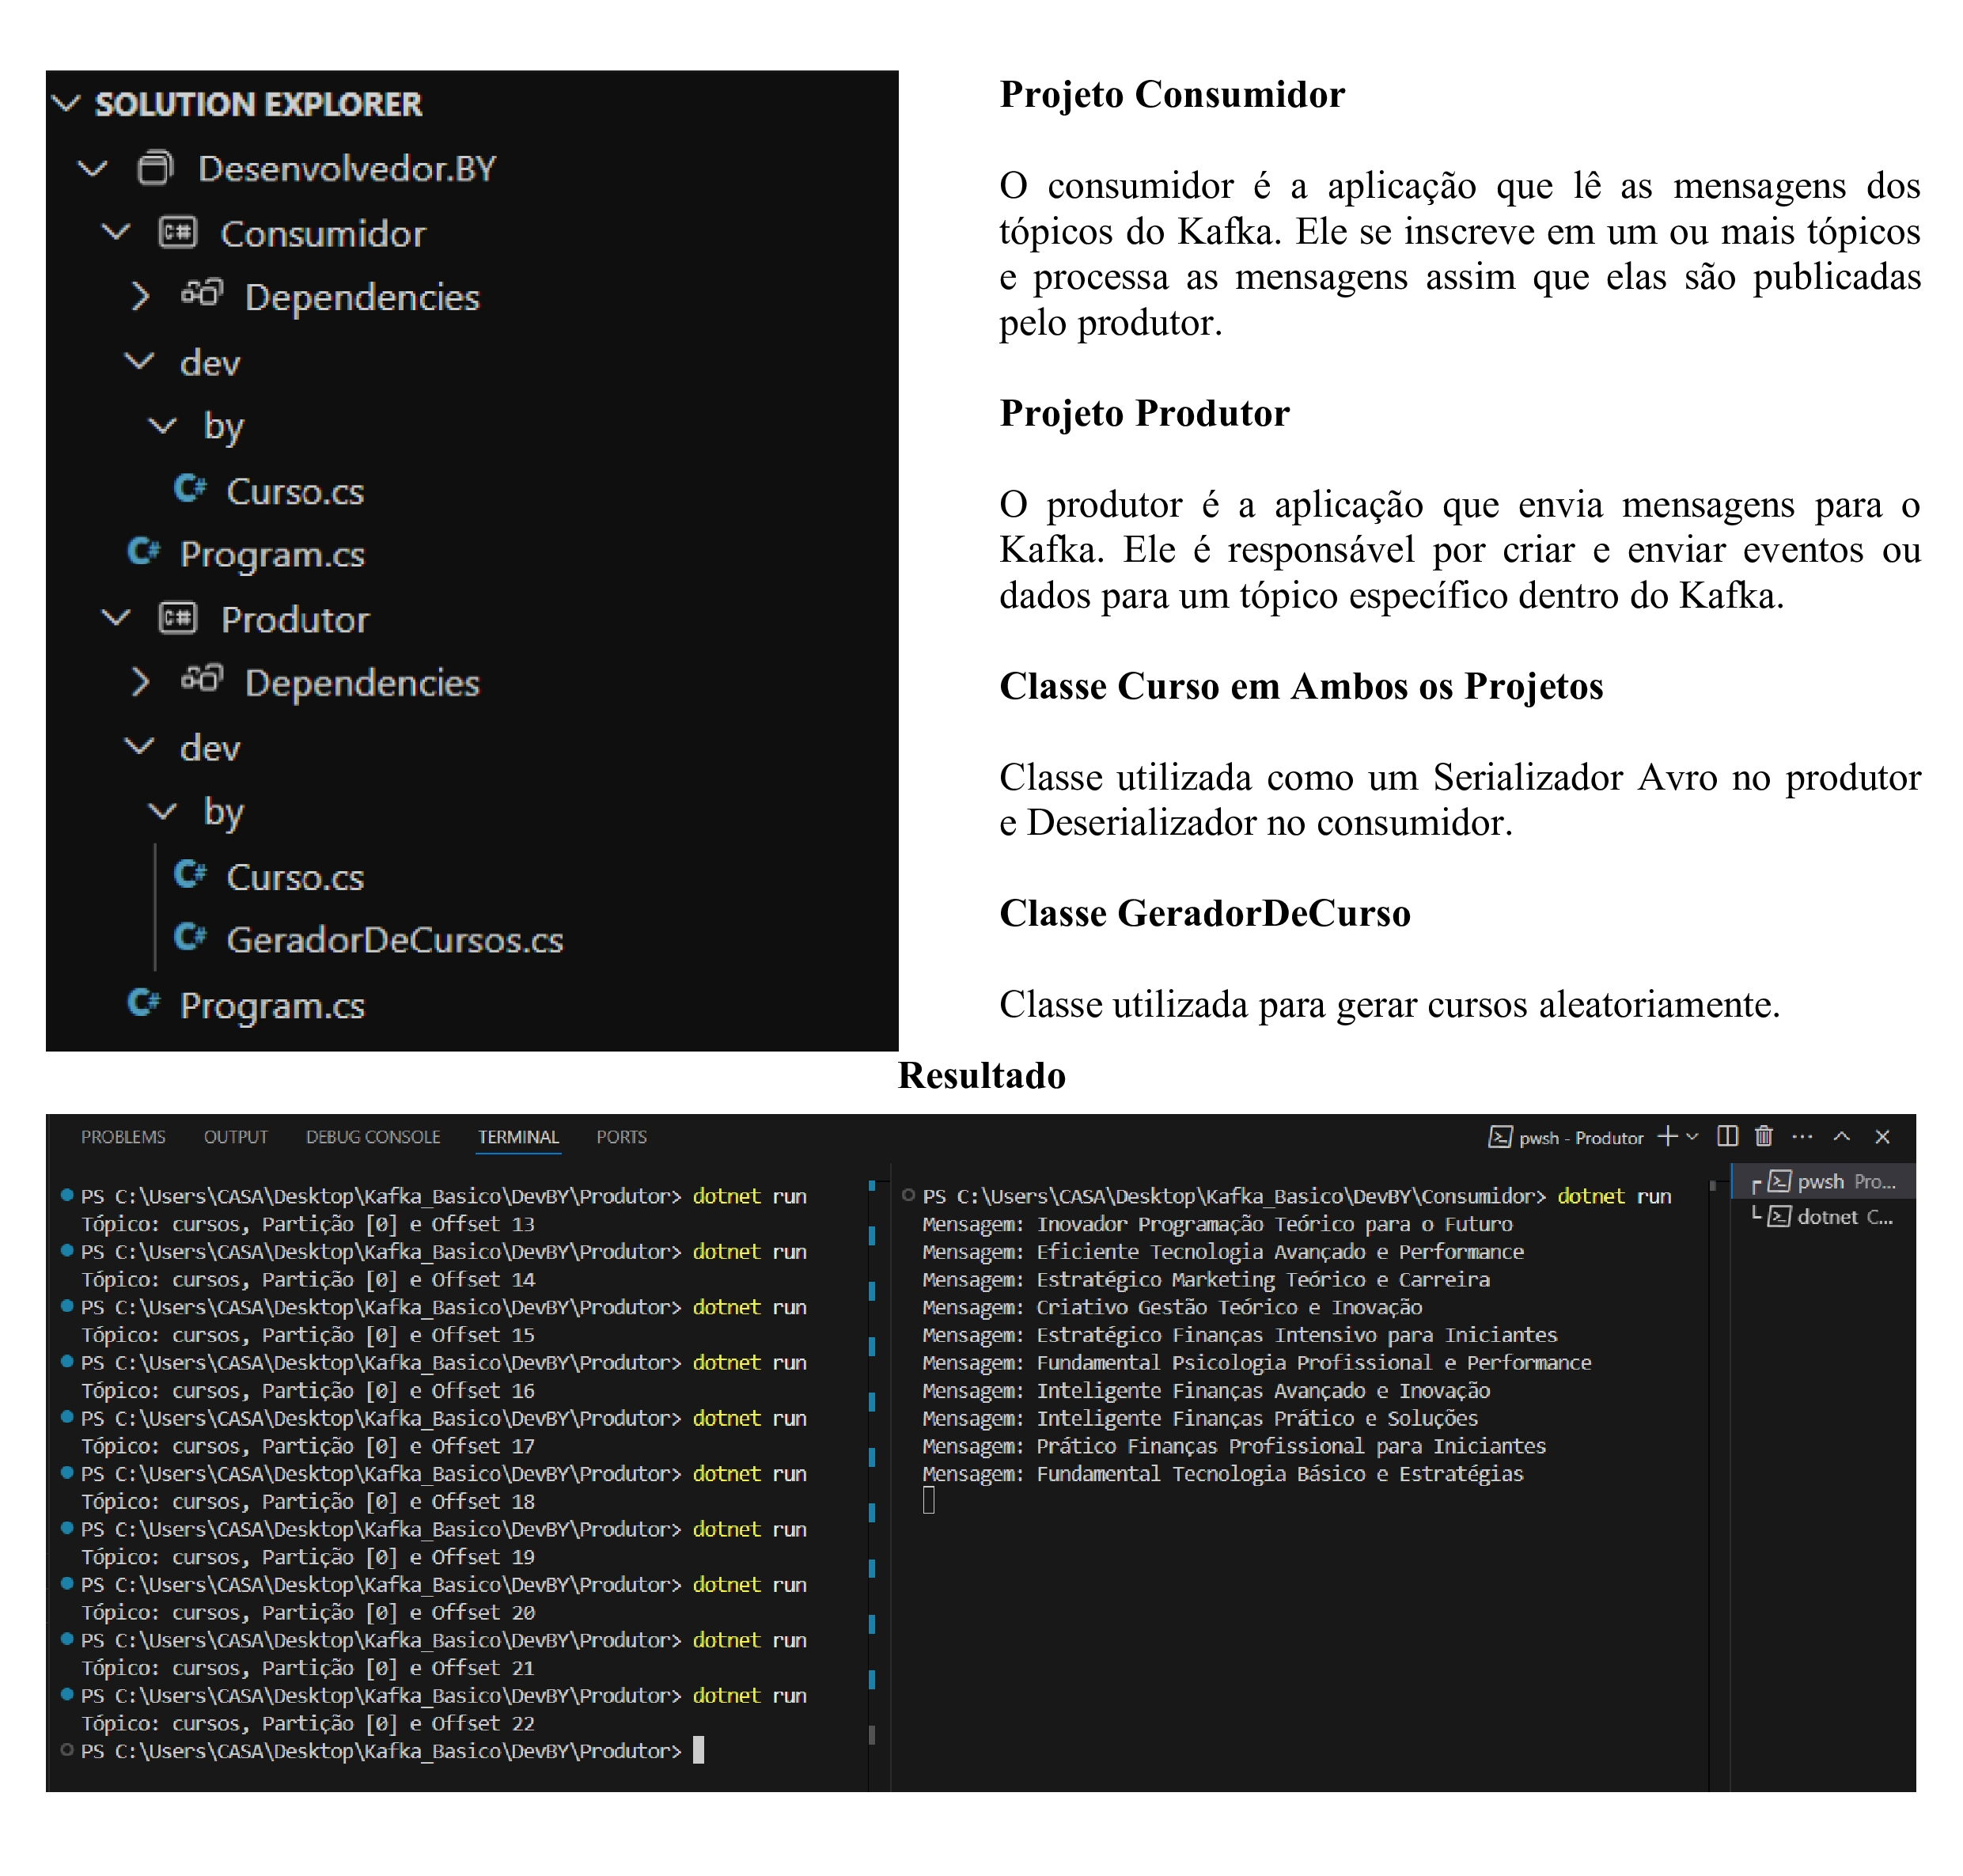 SOLUTION EXPLORER
Desenvolvedor.BY
Consumidor
Dependencies
dev
by
Curso.cs
Program.cs
Produtor
Dependencies
dev
by
Curso.cs
GeradorDeCursos.cs
Program.cs
Projeto Consumidor
O consumidor é a aplicação que lê as mensagens dos
tópicos do Kafka. Ele se inscreve em um ou mais tópicos
e processa as mensagens assim que elas são publicadas
pelo produtor.
Projeto Produtor
O produtor é a aplicação que envia mensagens para o
Kafka. Ele é responsável por criar e enviar eventos ou
dados para um tópico específico dentro do Kafka.
Classe Curso em Ambos os Projetos
Classe utilizada como um Serializador Avro no produtor
e Deserializador no consumidor.
Classe GeradorDeCurso
Classe utilizada para gerar cursos aleatoriamente.
Resultado
PROBLEMS OUTPUT DEBUG CONSOLE TERMINAL PORTS
pwsh - Produtor
PS C:\Users\CASA\Desktop\Kafka_Basico\DevBY\Produtor> dotnet run
Tópico: cursos, Partição [0] e Offset 13
PS C:\Users\CASA\Desktop\Kafka_Basico\DevBY\Produtor> dotnet run
Tópico: cursos, Partição [0] e Offset 14
PS C:\Users\CASA\Desktop\Kafka_Basico\DevBY\Produtor> dotnet run
Tópico: cursos, Partição [0] e Offset 15
PS C:\Users\CASA\Desktop\Kafka_Basico\DevBY\Produtor> dotnet run
Tópico: cursos, Partição [0] e Offset 16
PS C:\Users\CASA\Desktop\Kafka_Basico\DevBY\Produtor> dotnet run
Tópico: cursos, Partição [0] e Offset 17
PS C:\Users\CASA\Desktop\Kafka_Basico\DevBY\Produtor> dotnet run
Tópico: cursos, Partição [0] e Offset 18
PS C:\Users\CASA\Desktop\Kafka_Basico\DevBY\Produtor> dotnet run
Tópico: cursos, Partição [0] e Offset 19
PS C:\Users\CASA\Desktop\Kafka_Basico\DevBY\Produtor> dotnet run
Tópico: cursos, Partição [0] e Offset 20
PS C:\Users\CASA\Desktop\Kafka_Basico\DevBY\Produtor> dotnet run
Tópico: cursos, Partição [0] e Offset 21
PS C:\Users\CASA\Desktop\Kafka_Basico\DevBY\Produtor> dotnet run
Tópico: cursos, Partição [0] e Offset 22
PS C:\Users\CASA\Desktop\Kafka_Basico\DevBY\Produtor>
PS C:\Users\CASA\Desktop\Kafka_Basico\DevBY\Consumidor> dotnet run
Mensagem: Inovador Programação Teórico para o Futuro
Mensagem: Eficiente Tecnologia Avançado e Performance
Mensagem: Estratégico Marketing Teórico e Carreira
Mensagem: Criativo Gestão Teórico e Inovação
Mensagem: Estratégico Finanças Intensivo para Iniciantes
Mensagem: Fundamental Psicologia Profissional e Performance
Mensagem: Inteligente Finanças Avançado e Inovação
Mensagem: Inteligente Finanças Prático e Soluções
Mensagem: Prático Finanças Profissional para Iniciantes
Mensagem: Fundamental Tecnologia Básico e Estratégias
pwsh Pro...
dotnet C...